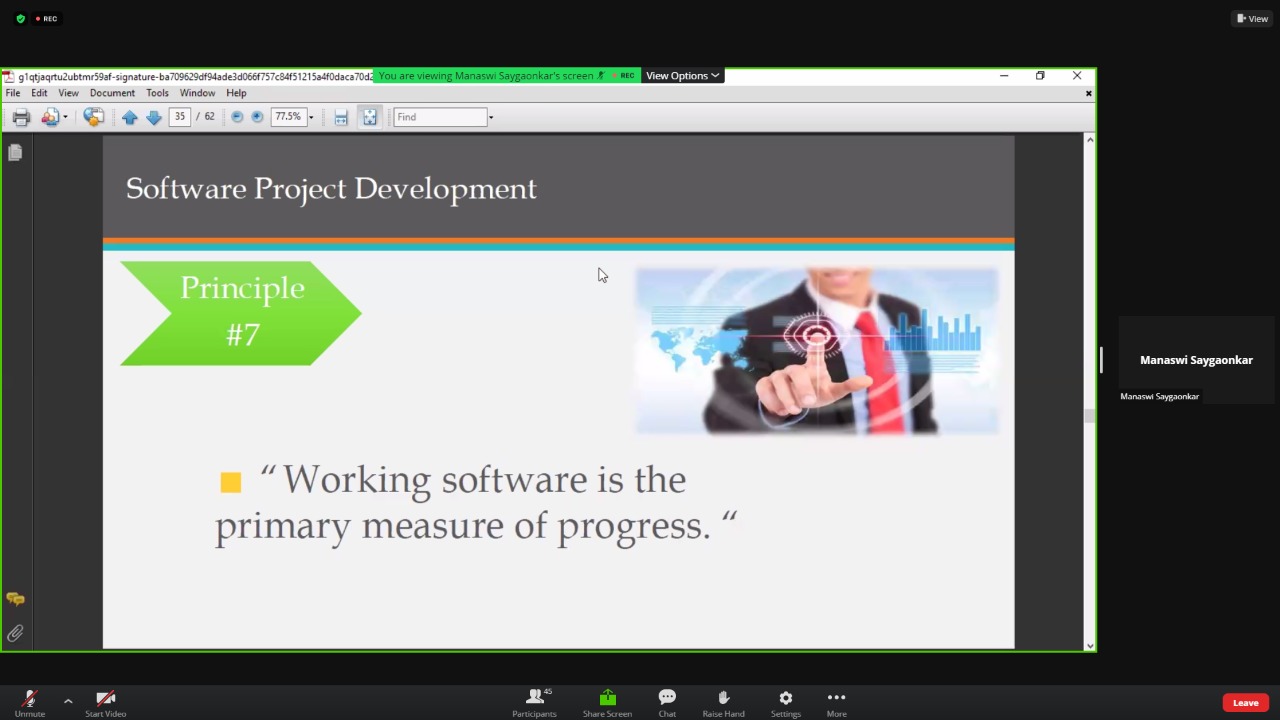 REC
View
g1qtjaqrtu2ubtmr59af-signature-ba709629df94ade3d066f757c84f51215a4f0daca70d2
You are viewing Manaswi Saygaonkar's screen
REC
View Options
File Edit View Document Tools Window Help
35 / 62 77.5% Find
Software Project Development
Principle
#7
“ Working software is the
primary measure of progress. “
Manaswi Saygaonkar
Manaswi Saygaonkar
Unmute Start Video Participants 45 Share Screen Chat Raise Hand Settings More Leave